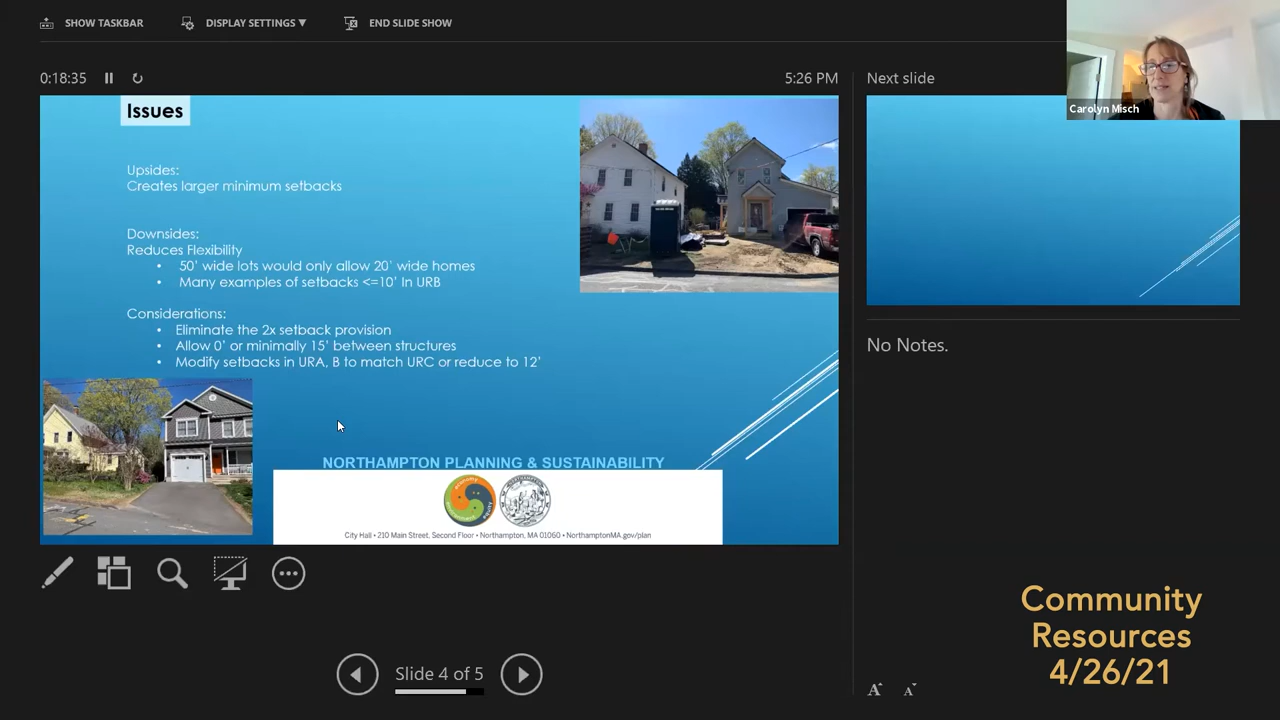 SHOW TASKBAR
DISPLAY SETTINGS ▼
END SLIDE SHOW
0:18:35
5:26 PM
Next slide
Carolyn Misch
Issues
Upsides:
Creates larger minimum setbacks
Downsides:
Reduces Flexibility
• 50' wide lots would only allow 20' wide homes
• Many examples of setbacks <=10' In URB
Considerations:
• Eliminate the 2x setback provision
• Allow 0' or minimally 15' between structures
• Modify setbacks in URA, B to match URC or reduce to 12'
NORTHAMPTON PLANNING & SUSTAINABILITY
City Hall • 210 Main Street, Second Floor • Northampton, MA 01060 • NorthamptonMA.gov/plan
No Notes.
Slide 4 of 5
A A
Community
Resources
4/26/21